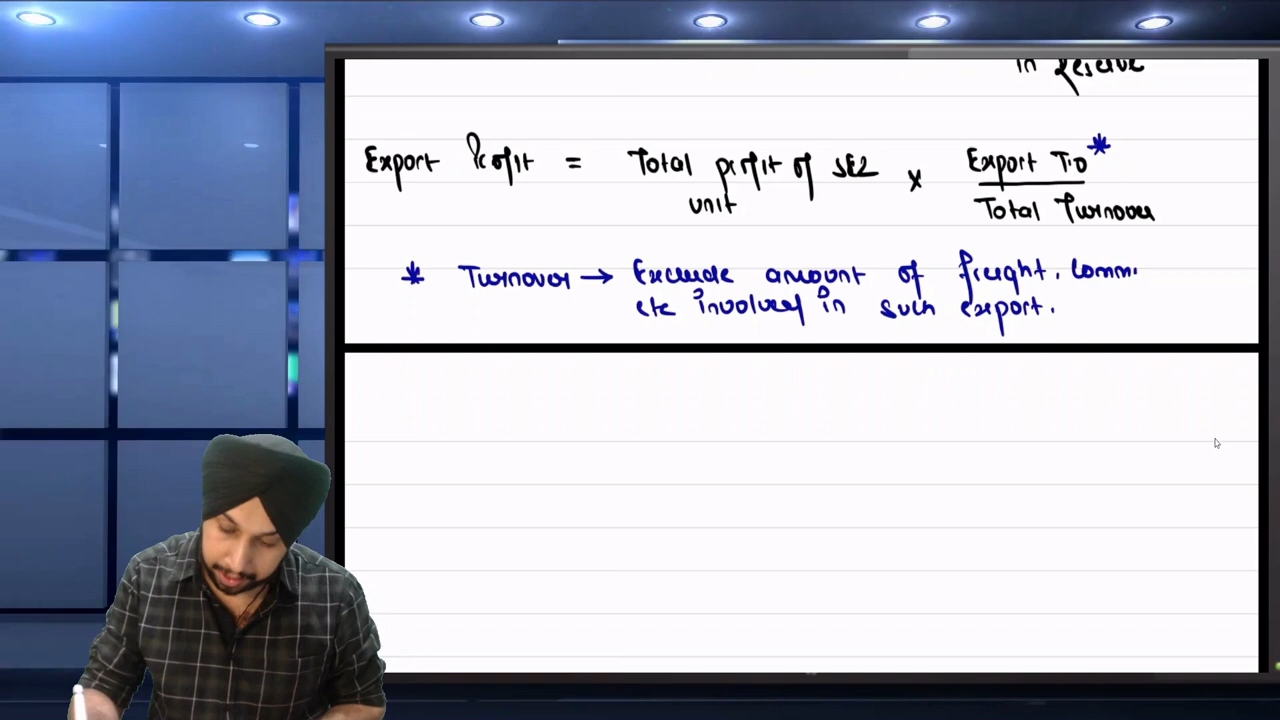 in Reserve
Export Profit = Total profit of SEZ unit × Export T.O* / Total Turnover
* Turnover → Exclude amount of freight, Comm.
etc involved in such export.